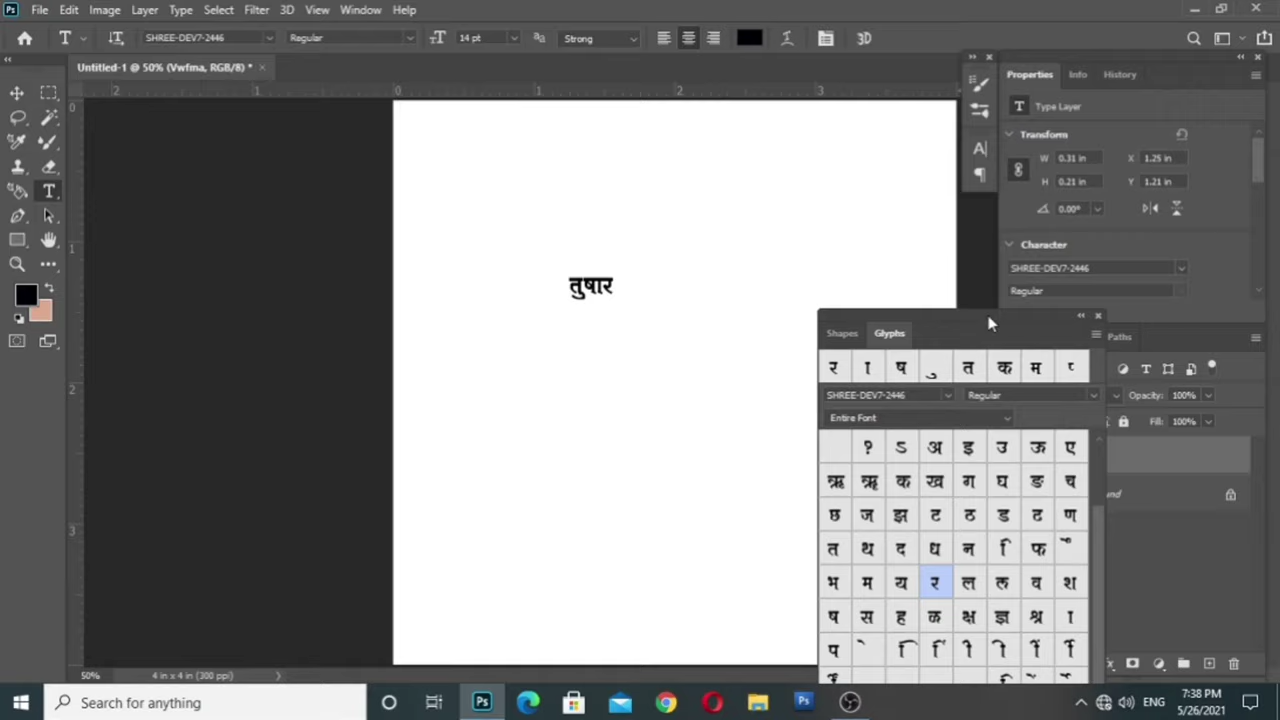 File Edit Image Layer Type Select Filter 3D View Window Help
SHREE-DEV7-2446 Regular 14 pt Strong 3D
Untitled-1 @ 50% (Vwfma, RGB/8) *
Properties Info History
Type Layer
Transform
W 0.31 in X 1.25 in
H 0.21 in Y 1.21 in
0.00°
Character
SHREE-DEV7-2446
Regular
तुषार
Shapes Glyphs Paths
र ा ष ु त क म
SHREE-DEV7-2446 Regular Opacity: 100%
Entire Font Fill: 100%
? ऽ अ इ उ ऊ ए
ऋ ॠ क ख ग घ ङ च
छ ज झ ट ठ ड ढ ण
त थ द ध न ि फ
भ म य र ल व श
ष स ह ळ क्ष ज्ञ श्र ा
50% 4 in x 4 in (300 ppi)
Search for anything
ENG 7:38 PM
5/26/2021